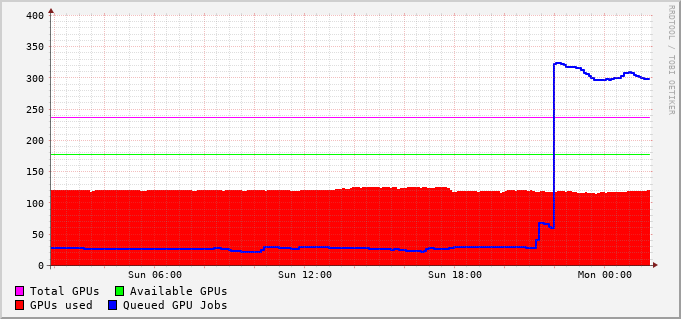 400
350
300
250
200
150
100
50
0
Sun 06:00 Sun 12:00 Sun 18:00 Mon 00:00
Total GPUs Available GPUs
GPUs used Queued GPU Jobs
RRDTOOL / TOBI OETIKER